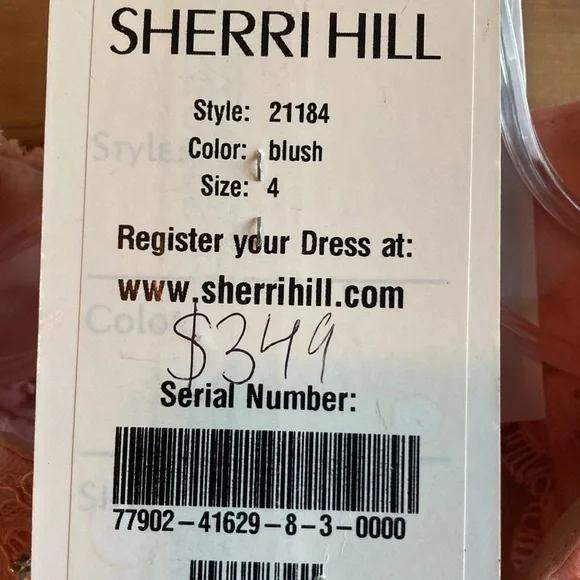 SHERRI HILL
Style: 21184
Color: blush
Size: 4
Register your Dress at:
www.sherrihill.com
$349
Serial Number:
77902-41629-8-3-0000